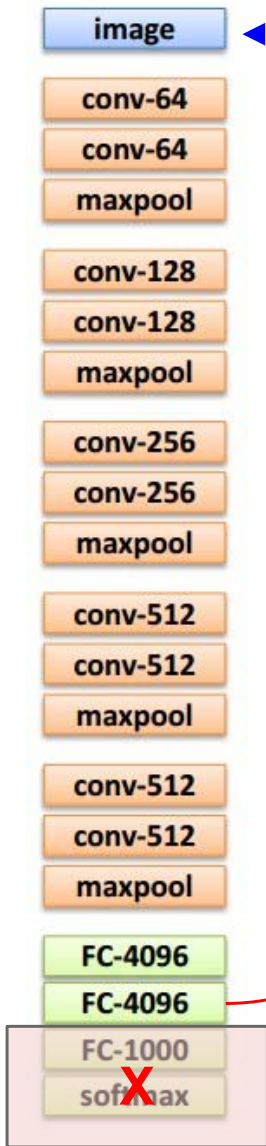 image
conv-64
conv-64
maxpool
conv-128
conv-128
maxpool
conv-256
conv-256
maxpool
conv-512
conv-512
maxpool
conv-512
conv-512
maxpool
FC-4096
FC-4096
FC-1000
softmax
X